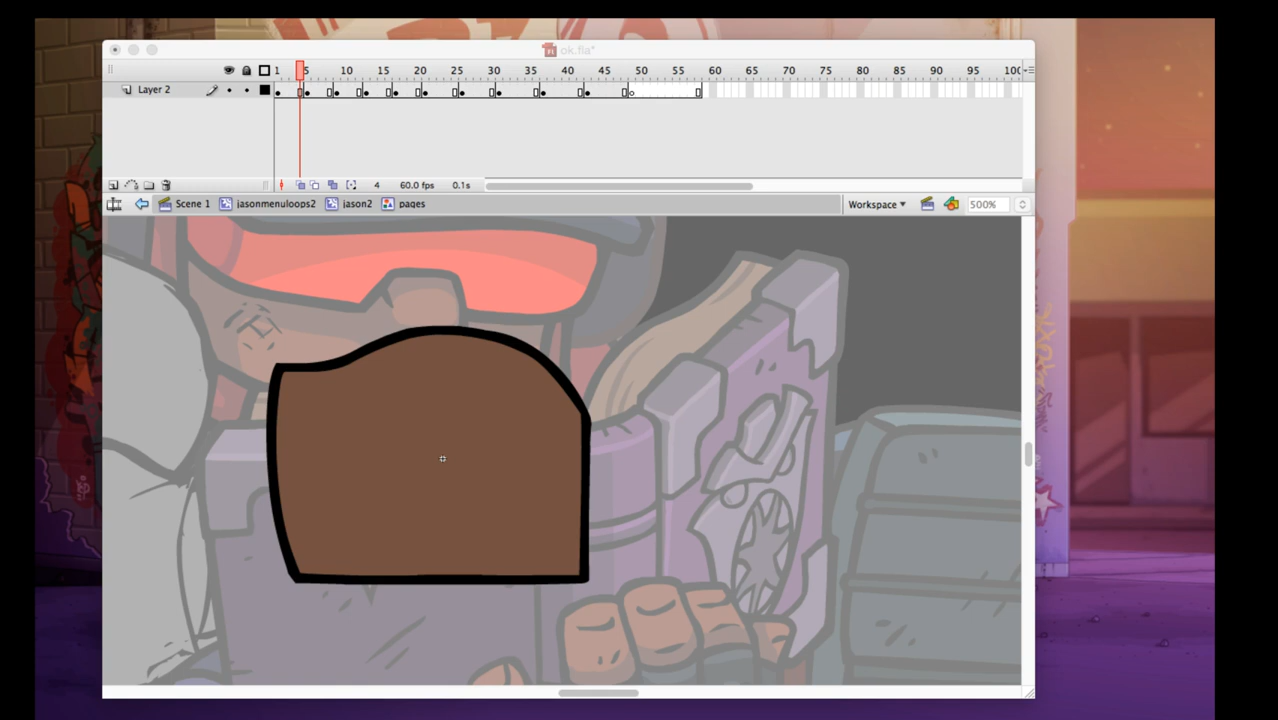 ok.fla*
1 5 10 15 20 25 30 35 40 45 50 55 60 65 70 75 80 85 90 95 100
Layer 2
4 60.0 fps 0.1s
Scene 1 jasonmenuloops2 jason2 pages Workspace 500%